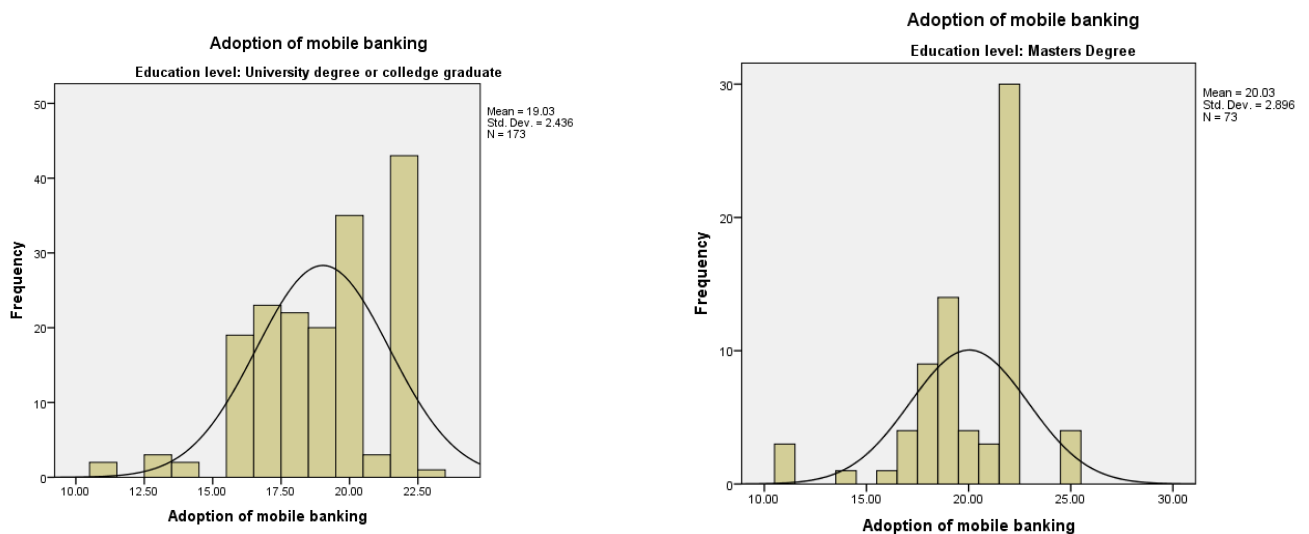 Adoption of mobile banking
Education level: University degree or colledge graduate
Mean = 19.03
Std. Dev. = 2.436
N = 173
50
40
30
20
10
0
Frequency
10.00 12.50 15.00 17.50 20.00 22.50
Adoption of mobile banking
Adoption of mobile banking
Education level: Masters Degree
Mean = 20.03
Std. Dev. = 2.896
N = 73
30
20
10
0
Frequency
10.00 15.00 20.00 25.00 30.00
Adoption of mobile banking